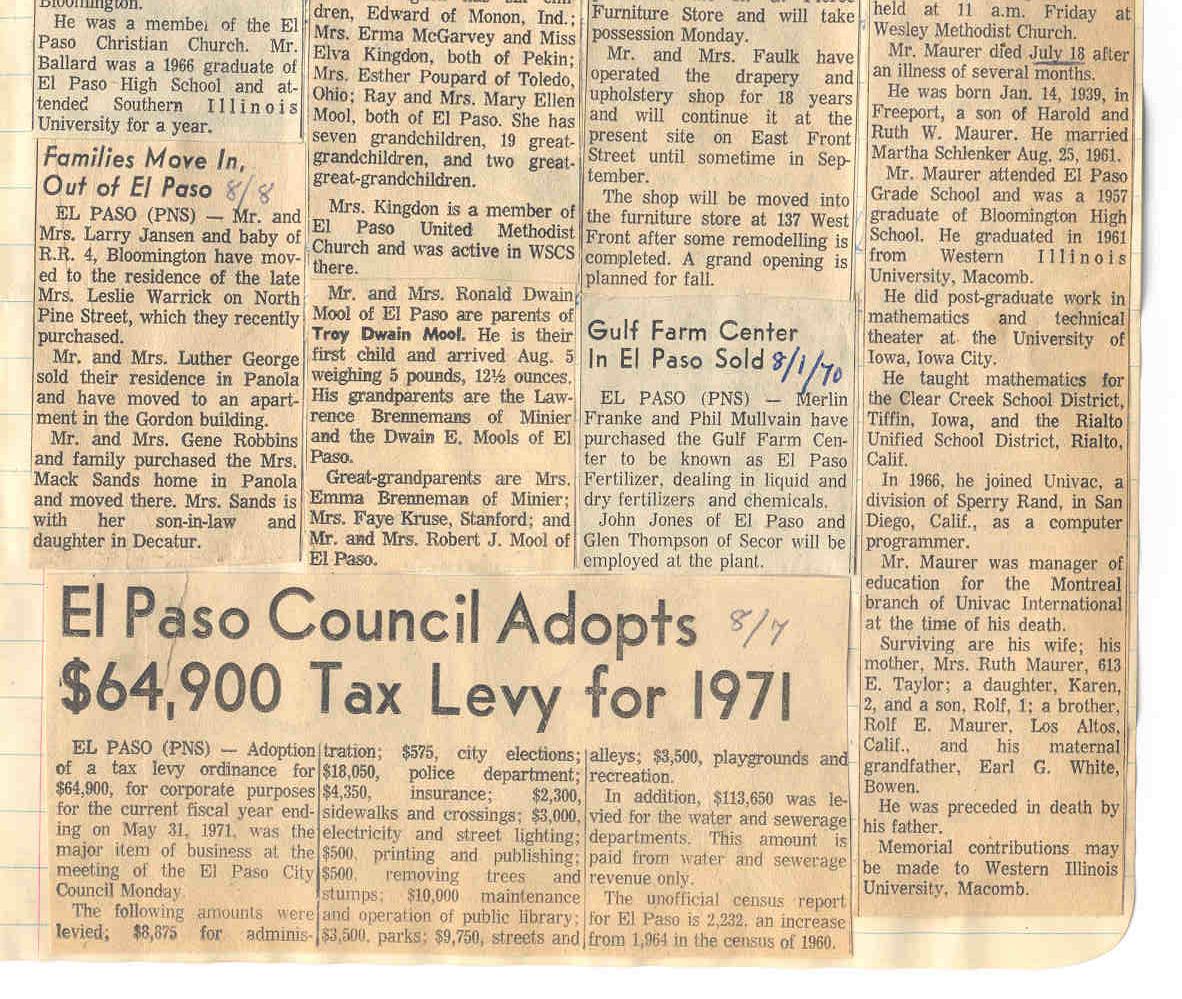 Bloomington.
He was a member of the El
Paso Christian Church. Mr.
Ballard was a 1966 graduate of
El Paso High School and at-
tended Southern Illinois
University for a year.
Families Move In,
Out of El Paso 8/8
EL PASO (PNS) — Mr. and
Mrs. Larry Jansen and baby of
R.R. 4, Bloomington have mov-
ed to the residence of the late
Mrs. Leslie Warrick on North
Pine Street, which they recently
purchased.
Mr. and Mrs. Luther George
sold their residence in Panola
and have moved to an apart-
ment in the Gordon building.
Mr. and Mrs. Gene Robbins
and family purchased the Mrs.
Mack Sands home in Panola
and moved there. Mrs. Sands is
with her son-in-law and
daughter in Decatur.
dren, Edward of Monon, Ind.;
Mrs. Erma McGarvey and Miss
Elva Kingdon, both of Pekin;
Mrs. Esther Poupard of Toledo,
Ohio; Ray and Mrs. Mary Ellen
Mool, both of El Paso. She has
seven grandchildren, 19 great-
grandchildren, and two great-
great-grandchildren.
Mrs. Kingdon is a member of
El Paso United Methodist
Church and was active in WSCS
there.
Mr. and Mrs. Ronald Dwain
Mool of El Paso are parents of
Troy Dwain Mool. He is their
first child and arrived Aug. 5
weighing 5 pounds, 12½ ounces.
His grandparents are the Law-
rence Brennemans of Minier
and the Dwain E. Mools of El
Paso.
Great-grandparents are Mrs.
Emma Brenneman of Minier;
Mrs. Faye Kruse, Stanford; and
Mr. and Mrs. Robert J. Mool of
El Paso.
Furniture Store and will take
possession Monday.
Mr. and Mrs. Faulk have
operated the drapery and
upholstery shop for 18 years
and will continue it at the
present site on East Front
Street until sometime in Sep-
tember.
The shop will be moved into
the furniture store at 137 West
Front after some remodelling is
completed. A grand opening is
planned for fall.
Gulf Farm Center
In El Paso Sold 8/1/70
EL PASO (PNS) — Merlin
Franke and Phil Mullvain have
purchased the Gulf Farm Cen-
ter to be known as El Paso
Fertilizer, dealing in liquid and
dry fertilizers and chemicals.
John Jones of El Paso and
Glen Thompson of Secor will be
employed at the plant.
held at 11 a.m. Friday at
Wesley Methodist Church.
Mr. Maurer died July 18 after
an illness of several months.
He was born Jan. 14, 1939, in
Freeport, a son of Harold and
Ruth W. Maurer. He married
Martha Schlenker Aug. 25, 1961.
Mr. Maurer attended El Paso
Grade School and was a 1957
graduate of Bloomington High
School. He graduated in 1961
from Western Illinois
University, Macomb.
He did post-graduate work in
mathematics and technical
theater at the University of
Iowa, Iowa City.
He taught mathematics for
the Clear Creek School District,
Tiffin, Iowa, and the Rialto
Unified School District, Rialto,
Calif.
In 1966, he joined Univac, a
division of Sperry Rand, in San
Diego, Calif., as a computer
programmer.
Mr. Maurer was manager of
education for the Montreal
branch of Univac International
at the time of his death.
Surviving are his wife; his
mother, Mrs. Ruth Maurer, 613
E. Taylor; a daughter, Karen,
2, and a son, Rolf, 1; a brother,
Rolf E. Maurer, Los Altos,
Calif., and his maternal
grandfather, Earl G. White,
Bowen.
He was preceded in death by
his father.
Memorial contributions may
be made to Western Illinois
University, Macomb.
El Paso Council Adopts 8/7
$64,900 Tax Levy for 1971
EL PASO (PNS) — Adoption
of a tax levy ordinance for
$64,900, for corporate purposes
for the current fiscal year end-
ing on May 31, 1971, was the
major item of business at the
meeting of the El Paso City
Council Monday.
The following amounts were
levied; $8,875 for adminis-
tration; $575, city elections;
$18,050, police department;
$4,350, insurance; $2,300,
sidewalks and crossings; $3,000,
electricity and street lighting;
$500, printing and publishing;
$500, removing trees and
stumps; $10,000 maintenance
and operation of public library;
$3,500, parks; $9,750, streets and
alleys; $3,500, playgrounds and
recreation.
In addition, $113,650 was le-
vied for the water and sewerage
departments. This amount is
paid from water and sewerage
revenue only.
The unofficial census report
for El Paso is 2,232, an increase
from 1,964 in the census of 1960.